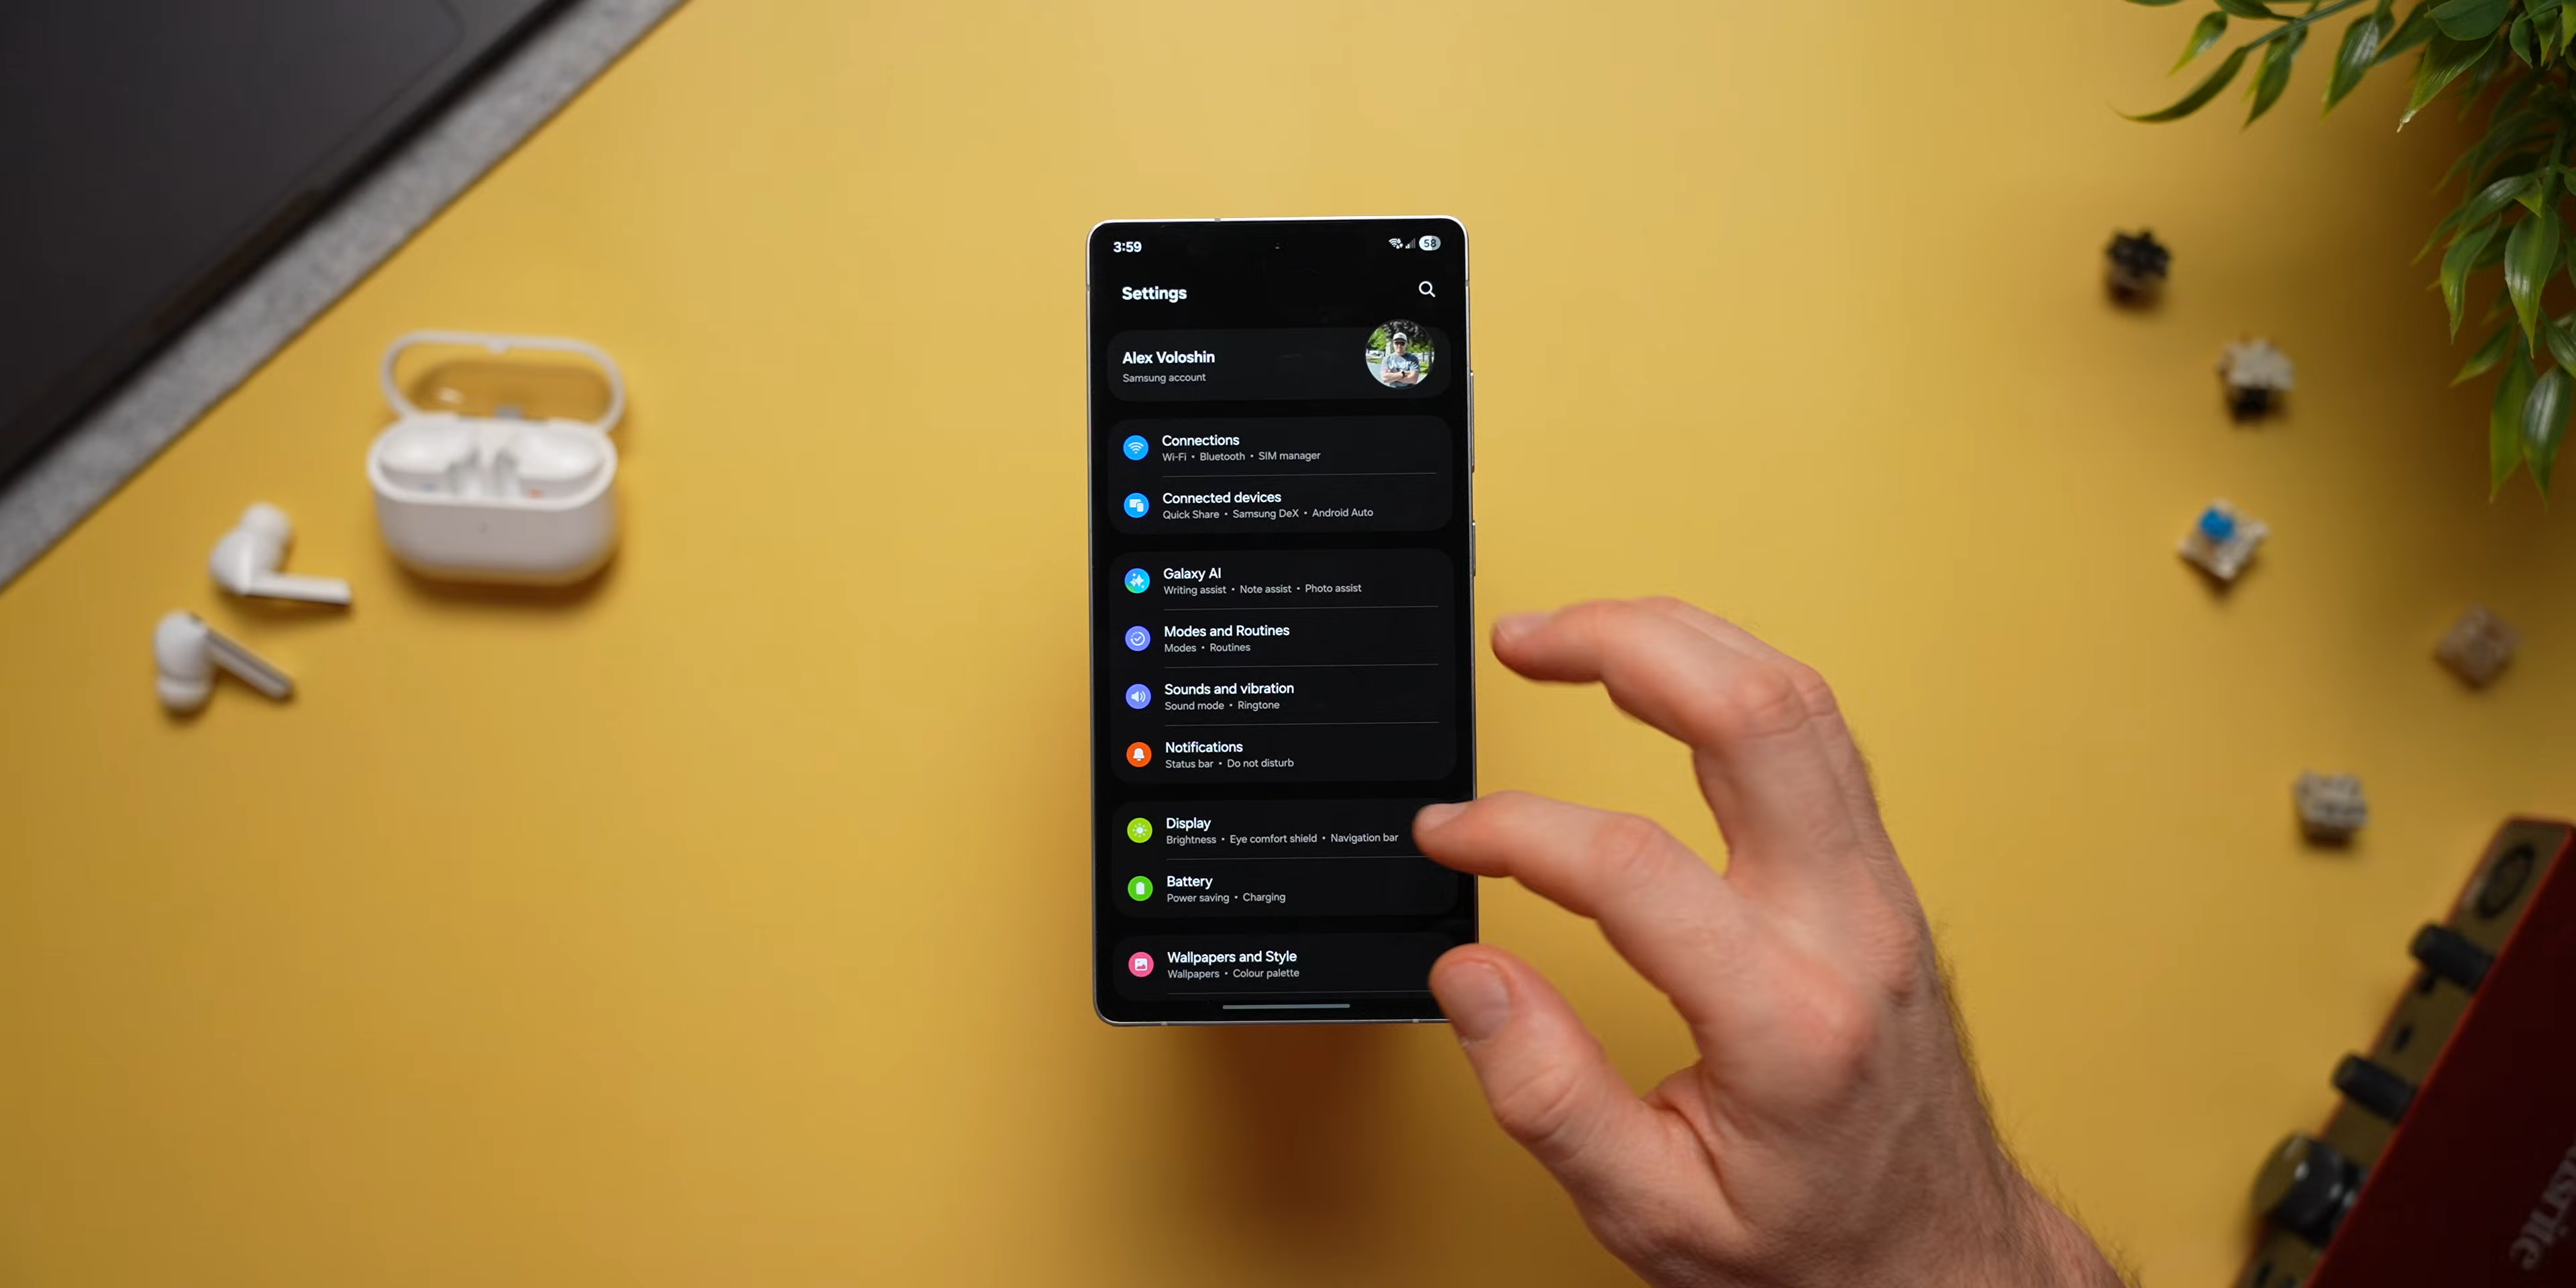 3:59
58
Settings
Alex Voloshin
Samsung account
Connections
Wi-Fi • Bluetooth • SIM manager
Connected devices
Quick Share • Samsung DeX • Android Auto
Galaxy AI
Writing assist • Note assist • Photo assist
Modes and Routines
Modes • Routines
Sounds and vibration
Sound mode • Ringtone
Notifications
Status bar • Do not disturb
Display
Brightness • Eye comfort shield • Navigation bar
Battery
Power saving • Charging
Wallpapers and Style
Wallpapers • Colour palette